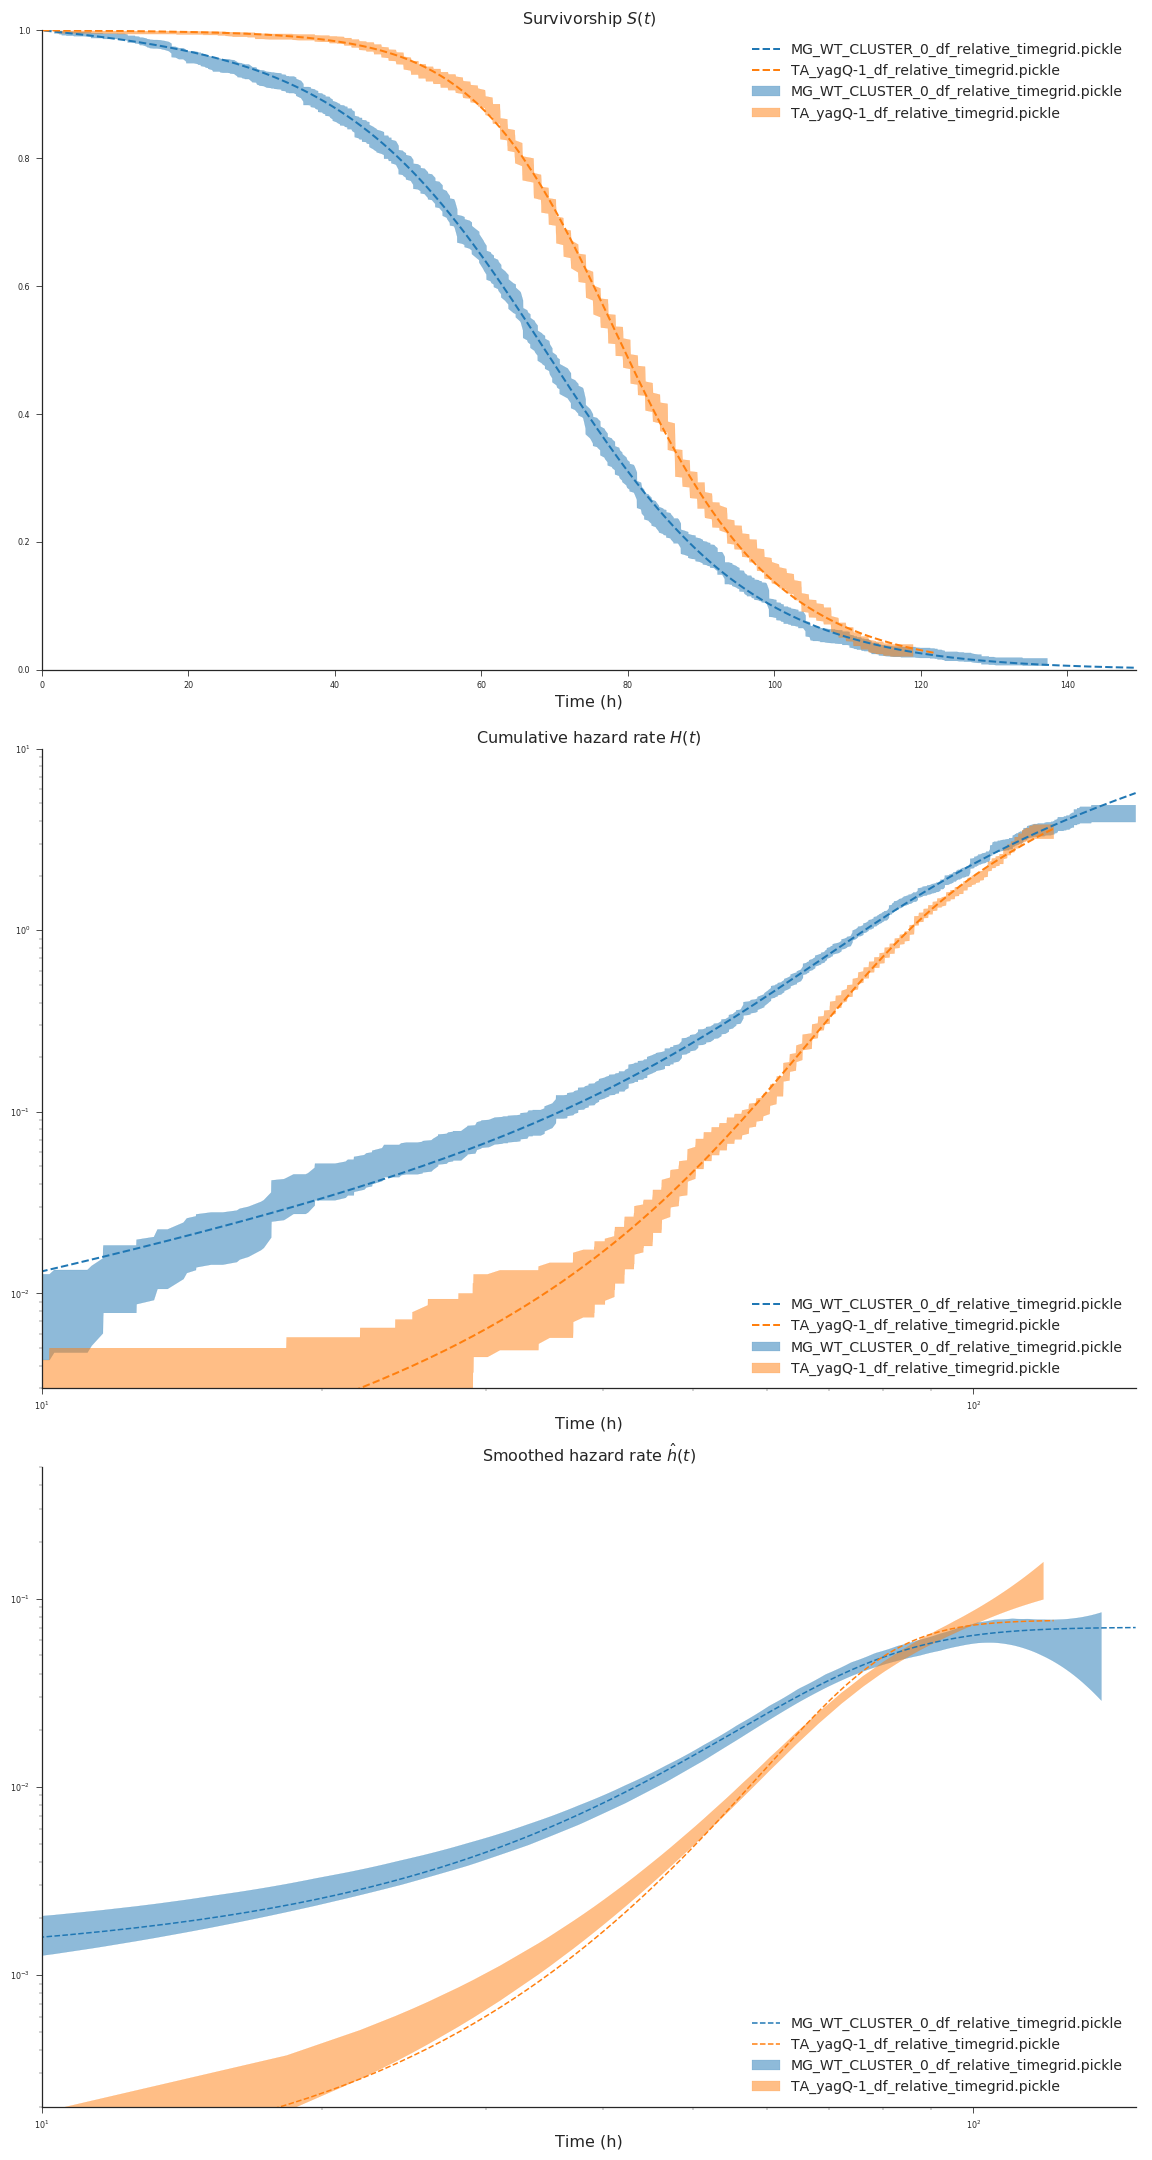 Survivorship S(t)
1.0
0.8
0.6
0.4
0.2
0.0
MG_WT_CLUSTER_0_df_relative_timegrid.pickle
TA_yagQ-1_df_relative_timegrid.pickle
MG_WT_CLUSTER_0_df_relative_timegrid.pickle
TA_yagQ-1_df_relative_timegrid.pickle
0 20 40 60 80 100 120 140
Time (h)
Cumulative hazard rate H(t)
10¹
10⁰
10⁻¹
10⁻²
MG_WT_CLUSTER_0_df_relative_timegrid.pickle
TA_yagQ-1_df_relative_timegrid.pickle
MG_WT_CLUSTER_0_df_relative_timegrid.pickle
TA_yagQ-1_df_relative_timegrid.pickle
10¹ 10²
Time (h)
Smoothed hazard rate ĥ(t)
10⁻¹
10⁻²
10⁻³
MG_WT_CLUSTER_0_df_relative_timegrid.pickle
TA_yagQ-1_df_relative_timegrid.pickle
MG_WT_CLUSTER_0_df_relative_timegrid.pickle
TA_yagQ-1_df_relative_timegrid.pickle
10¹ 10²
Time (h)